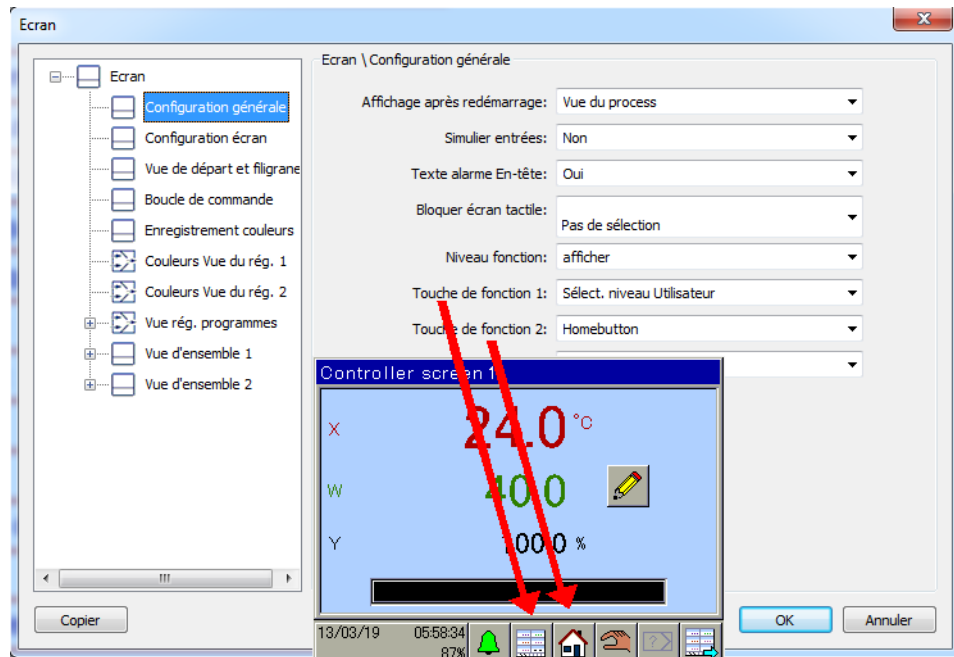 Ecran
Ecran
Configuration générale
Configuration écran
Vue de départ et filigrane
Boucle de commande
Enregistrement couleurs
Couleurs Vue du rég. 1
Couleurs Vue du rég. 2
Vue rég. programmes
Vue d'ensemble 1
Vue d'ensemble 2
Ecran \ Configuration générale
Affichage après redémarrage: Vue du process
Simulier entrées: Non
Texte alarme En-tête: Oui
Bloquer écran tactile: Pas de sélection
Niveau fonction: afficher
Touche de fonction 1: Sélect. niveau Utilisateur
Touche de fonction 2: Homebutton
Controller screen 1
X 24.0 °C
W 40.0
Y 100.0 %
13/03/19 05:58:34
87%
Copier
OK
Annuler